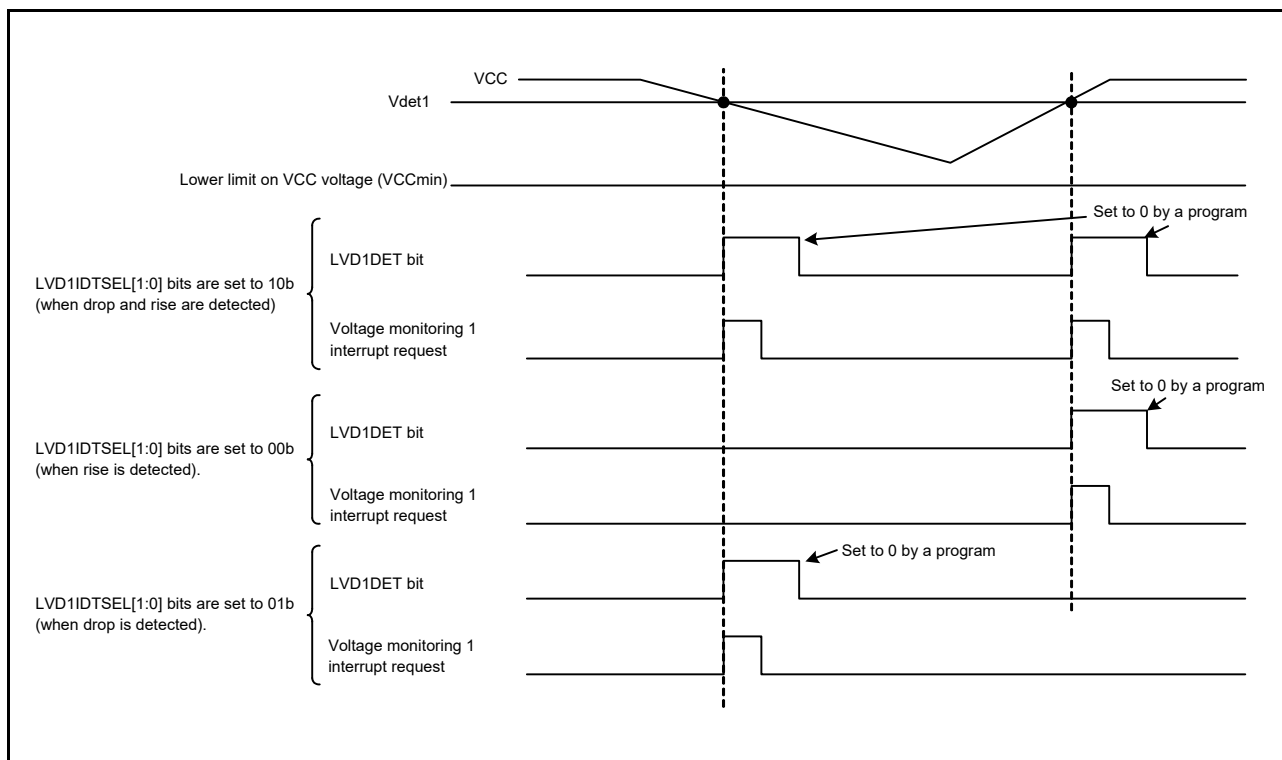 VCC
Vdet1
Lower limit on VCC voltage (VCCmin)
Set to 0 by a program
LVD1IDTSEL[1:0] bits are set to 10b
(when drop and rise are detected)
LVD1DET bit
Voltage monitoring 1
interrupt request
Set to 0 by a program
LVD1IDTSEL[1:0] bits are set to 00b
(when rise is detected).
LVD1DET bit
Voltage monitoring 1
interrupt request
Set to 0 by a program
LVD1IDTSEL[1:0] bits are set to 01b
(when drop is detected).
LVD1DET bit
Voltage monitoring 1
interrupt request